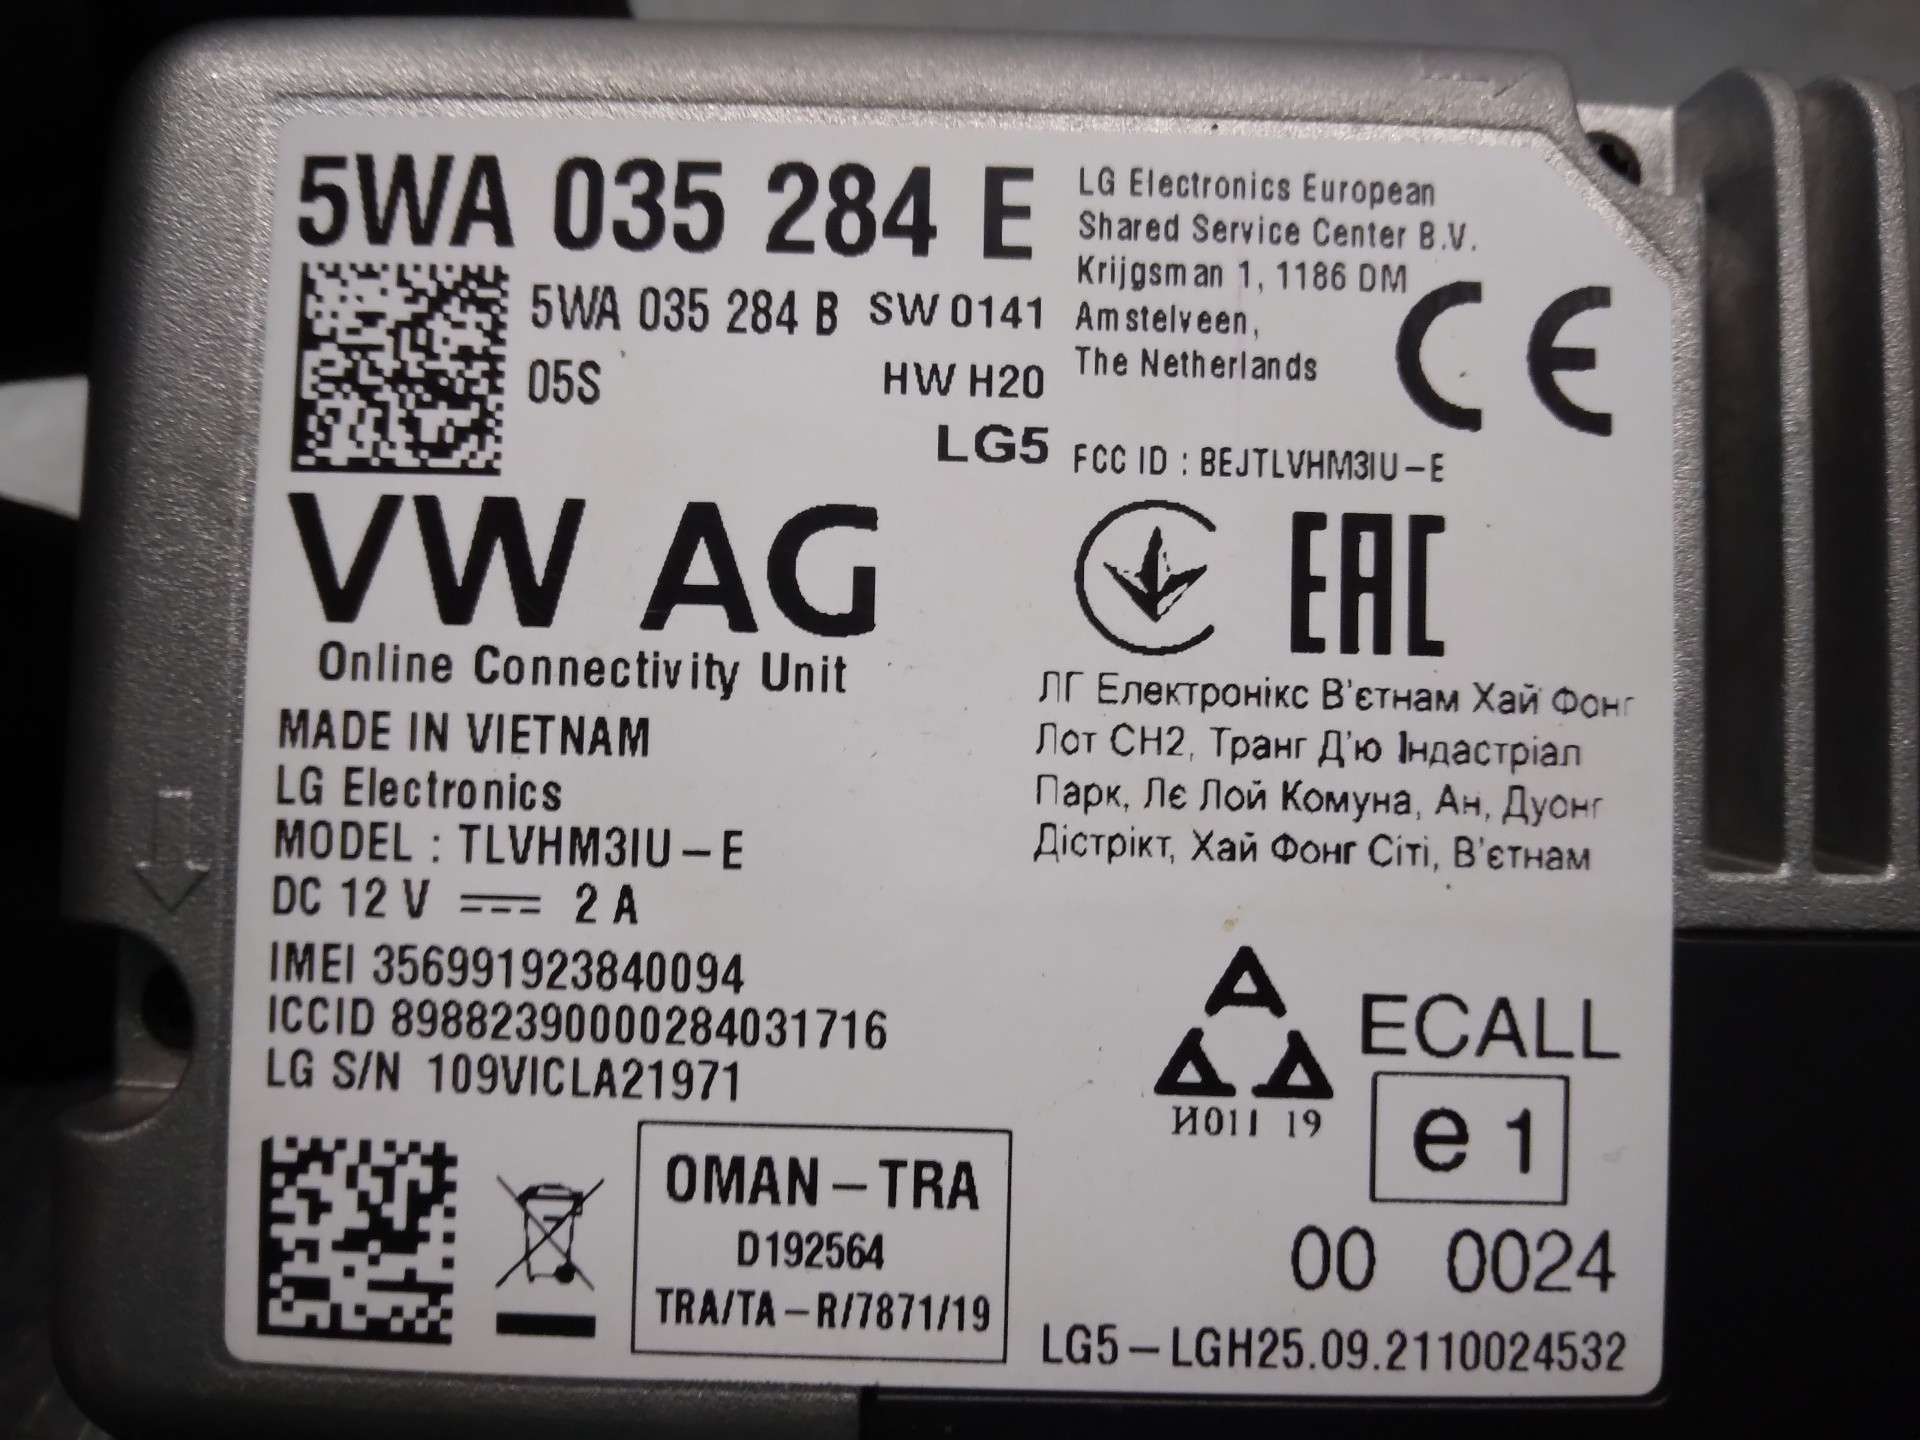 5WA 035 284 E
5WA 035 284 B SW 0141
05S HW H20
LG5
VW AG
Online Connectivity Unit
MADE IN VIETNAM
LG Electronics
MODEL : TLVHM3IU-E
DC 12 V 2 A
IMEI 356991923840094
ICCID 89882390000284031716
LG S/N 109VICLA21971
OMAN-TRA
D192564
TRA/TA-R/7871/19
LG Electronics European
Shared Service Center B.V.
Krijgsman 1, 1186 DM
Amstelveen,
The Netherlands
CE
FCC ID : BEJTLVHM3IU-E
EAC
ЛГ Електронікс В'єтнам Хай Фонг
Лот CH2, Транг Д'ю Індастріал
Парк, Лє Лой Комуна, Ан, Дуонг
Дістрікт, Хай Фонг Сіті, В'єтнам
И011 19
ECALL
e 1
00 0024
LG5-LGH25.09.2110024532